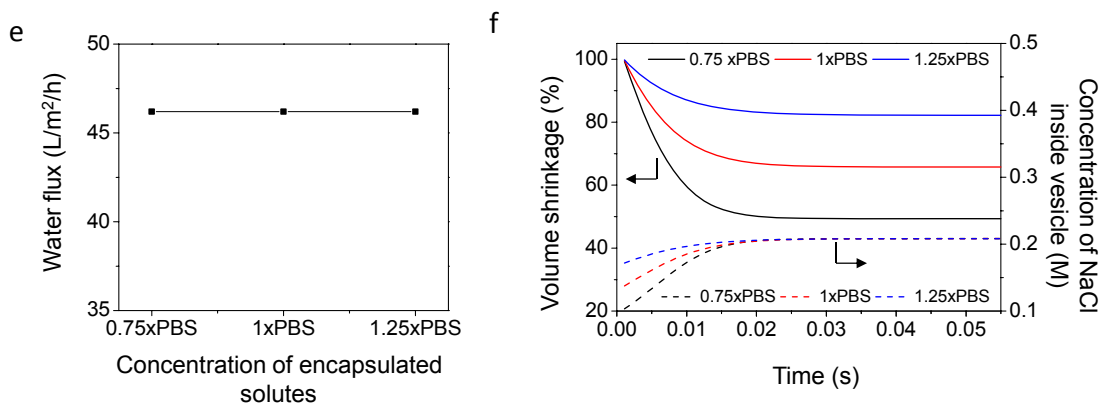 e
50
45
40
35
Water flux (L/m²/h)
0.75xPBS 1xPBS 1.25xPBS
Concentration of encapsulated
solutes
f
100
80
60
40
20
Volume shrinkage (%)
0.75 xPBS 1xPBS 1.25xPBS
0.75xPBS 1xPBS 1.25xPBS
0.5
0.4
0.3
0.2
0.1
Concentration of NaCl
inside vesicle (M)
0.00 0.01 0.02 0.03 0.04 0.05
Time (s)